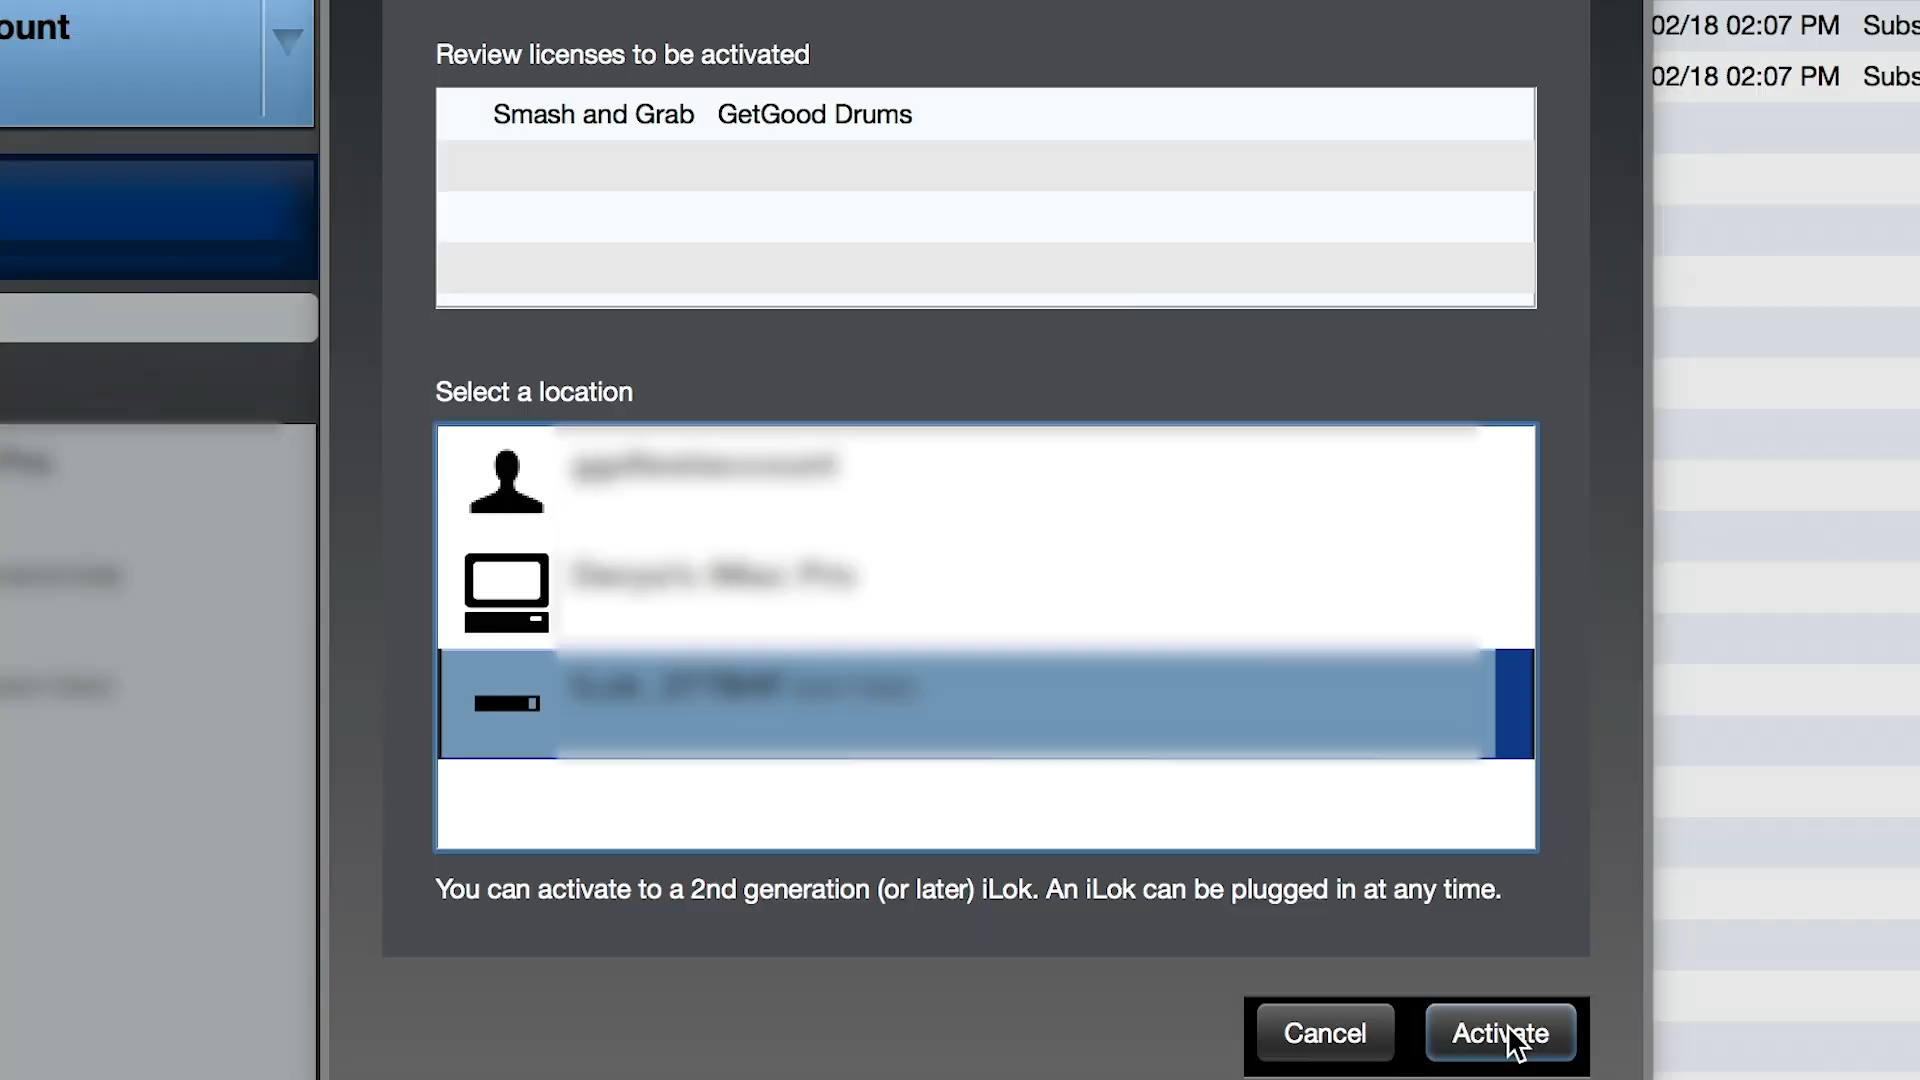 ount
02/18 02:07 PM Subs
02/18 02:07 PM Subs
Review licenses to be activated
Smash and Grab GetGood Drums
Select a location
You can activate to a 2nd generation (or later) iLok. An iLok can be plugged in at any time.
Cancel
Activate